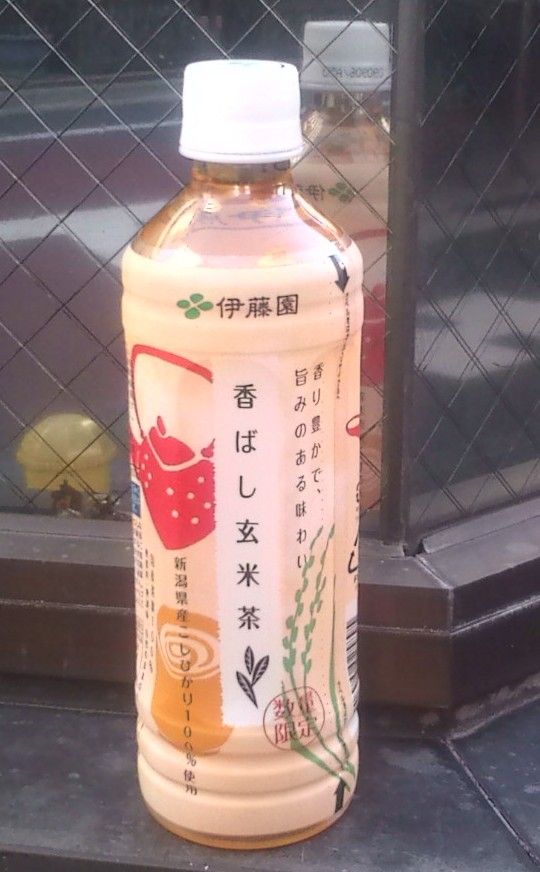 伊藤園
香り豊かで、
旨みのある味わい
香ばし玄米茶
新潟県産こしひかり100%使用
数量
限定